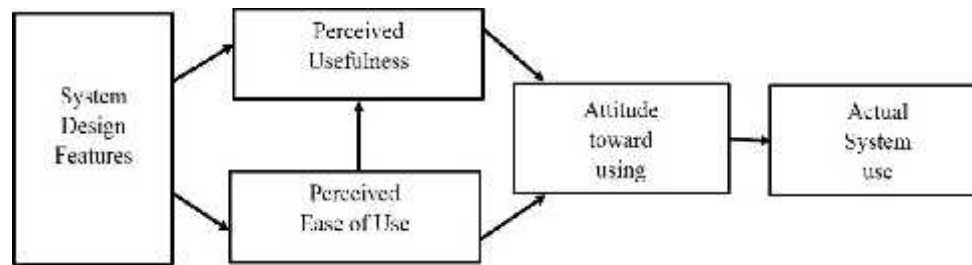 System
Design
Features
Perceived
Usefulness
Perceived
Ease of Use
Attitude
toward
using
Actual
System
use